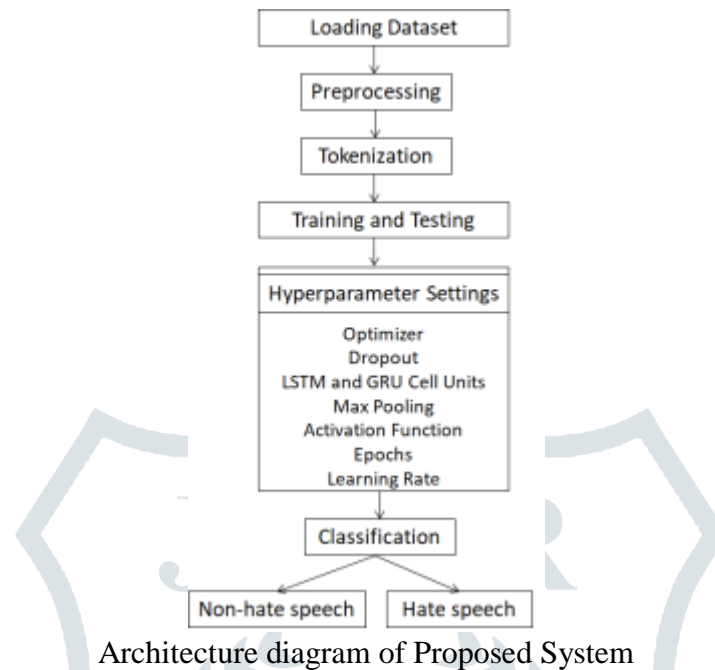 Loading Dataset
Preprocessing
Tokenization
Training and Testing
Hyperparameter Settings
Optimizer
Dropout
LSTM and GRU Cell Units
Max Pooling
Activation Function
Epochs
Learning Rate
Classification
Non-hate speech
Hate speech
Architecture diagram of Proposed System